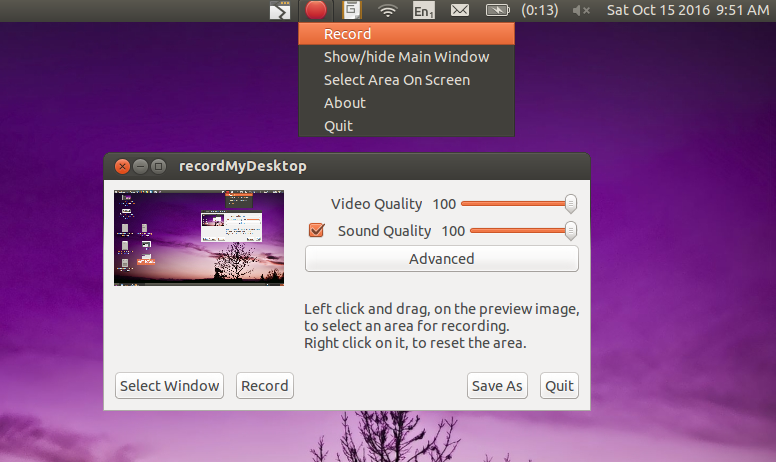 En1 (0:13) Sat Oct 15 2016 9:51 AM
Record
Show/hide Main Window
Select Area On Screen
About
Quit
recordMyDesktop
Video Quality 100
Sound Quality 100
Advanced
Left click and drag, on the preview image,
to select an area for recording.
Right click on it, to reset the area.
Select Window Record Save As Quit